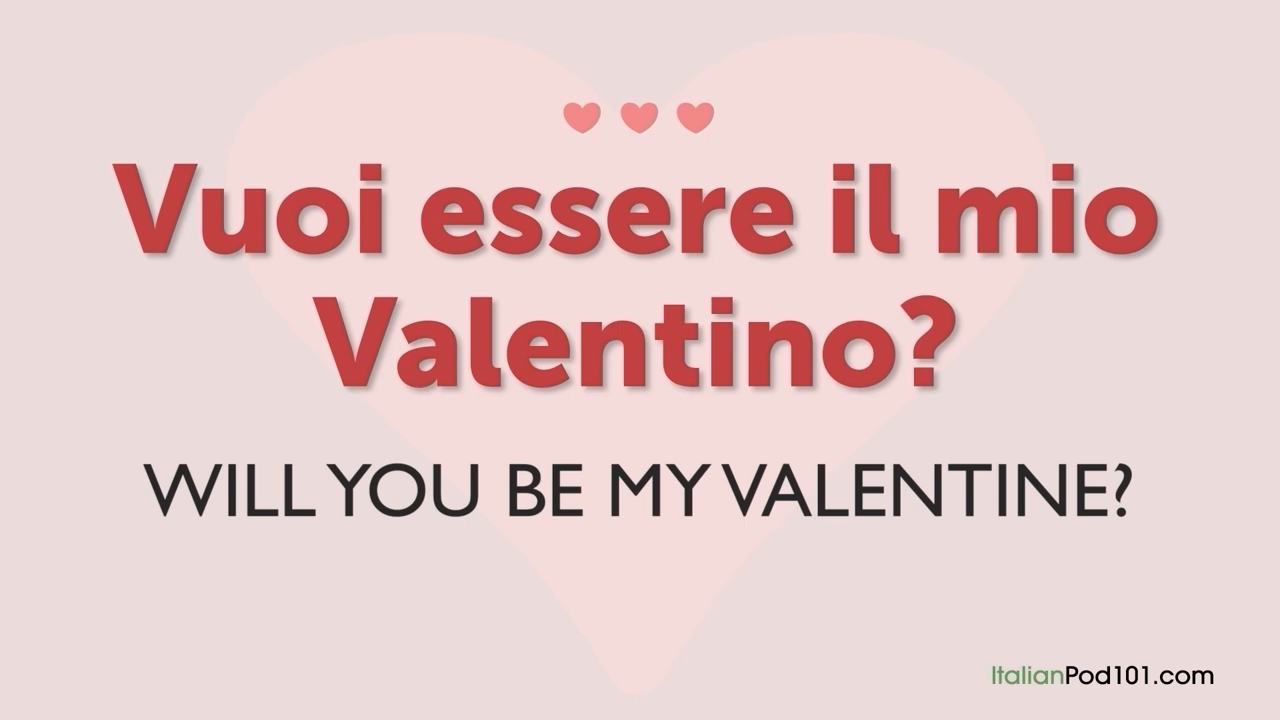 Vuoi essere il mio
Valentino?
WILL YOU BE MY VALENTINE?
ItalianPod101.com